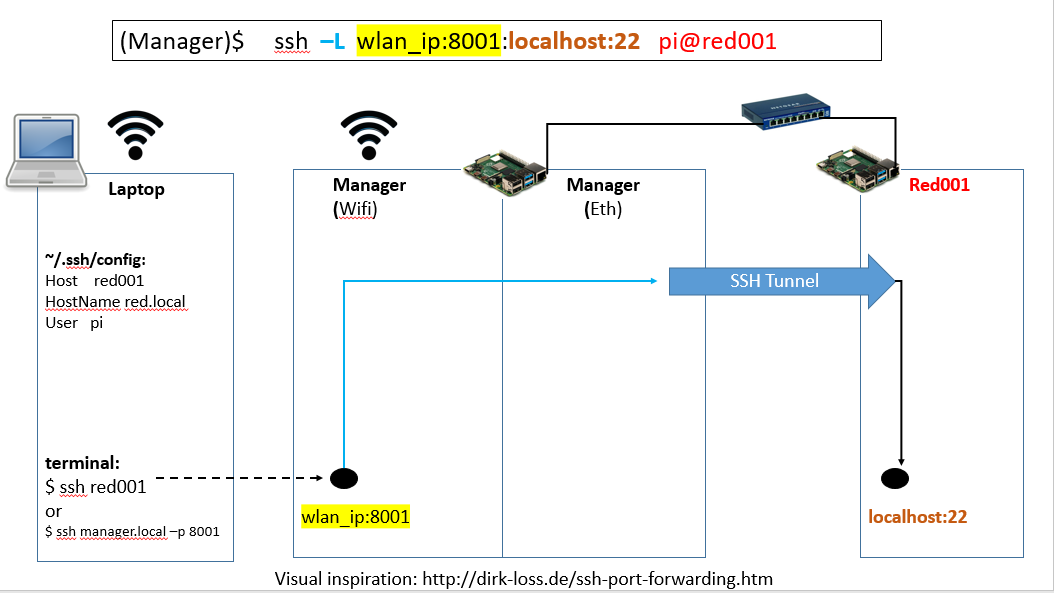 (Manager)$ ssh –L wlan_ip:8001:localhost:22 pi@red001
NETGEAR
Laptop
Manager
(Wifi)
Manager
(Eth)
Red001
~/.ssh/config:
Host red001
HostName red.local
User pi
SSH Tunnel
terminal:
$ ssh red001
or
$ ssh manager.local –p 8001
wlan_ip:8001
localhost:22
Visual inspiration: http://dirk-loss.de/ssh-port-forwarding.htm